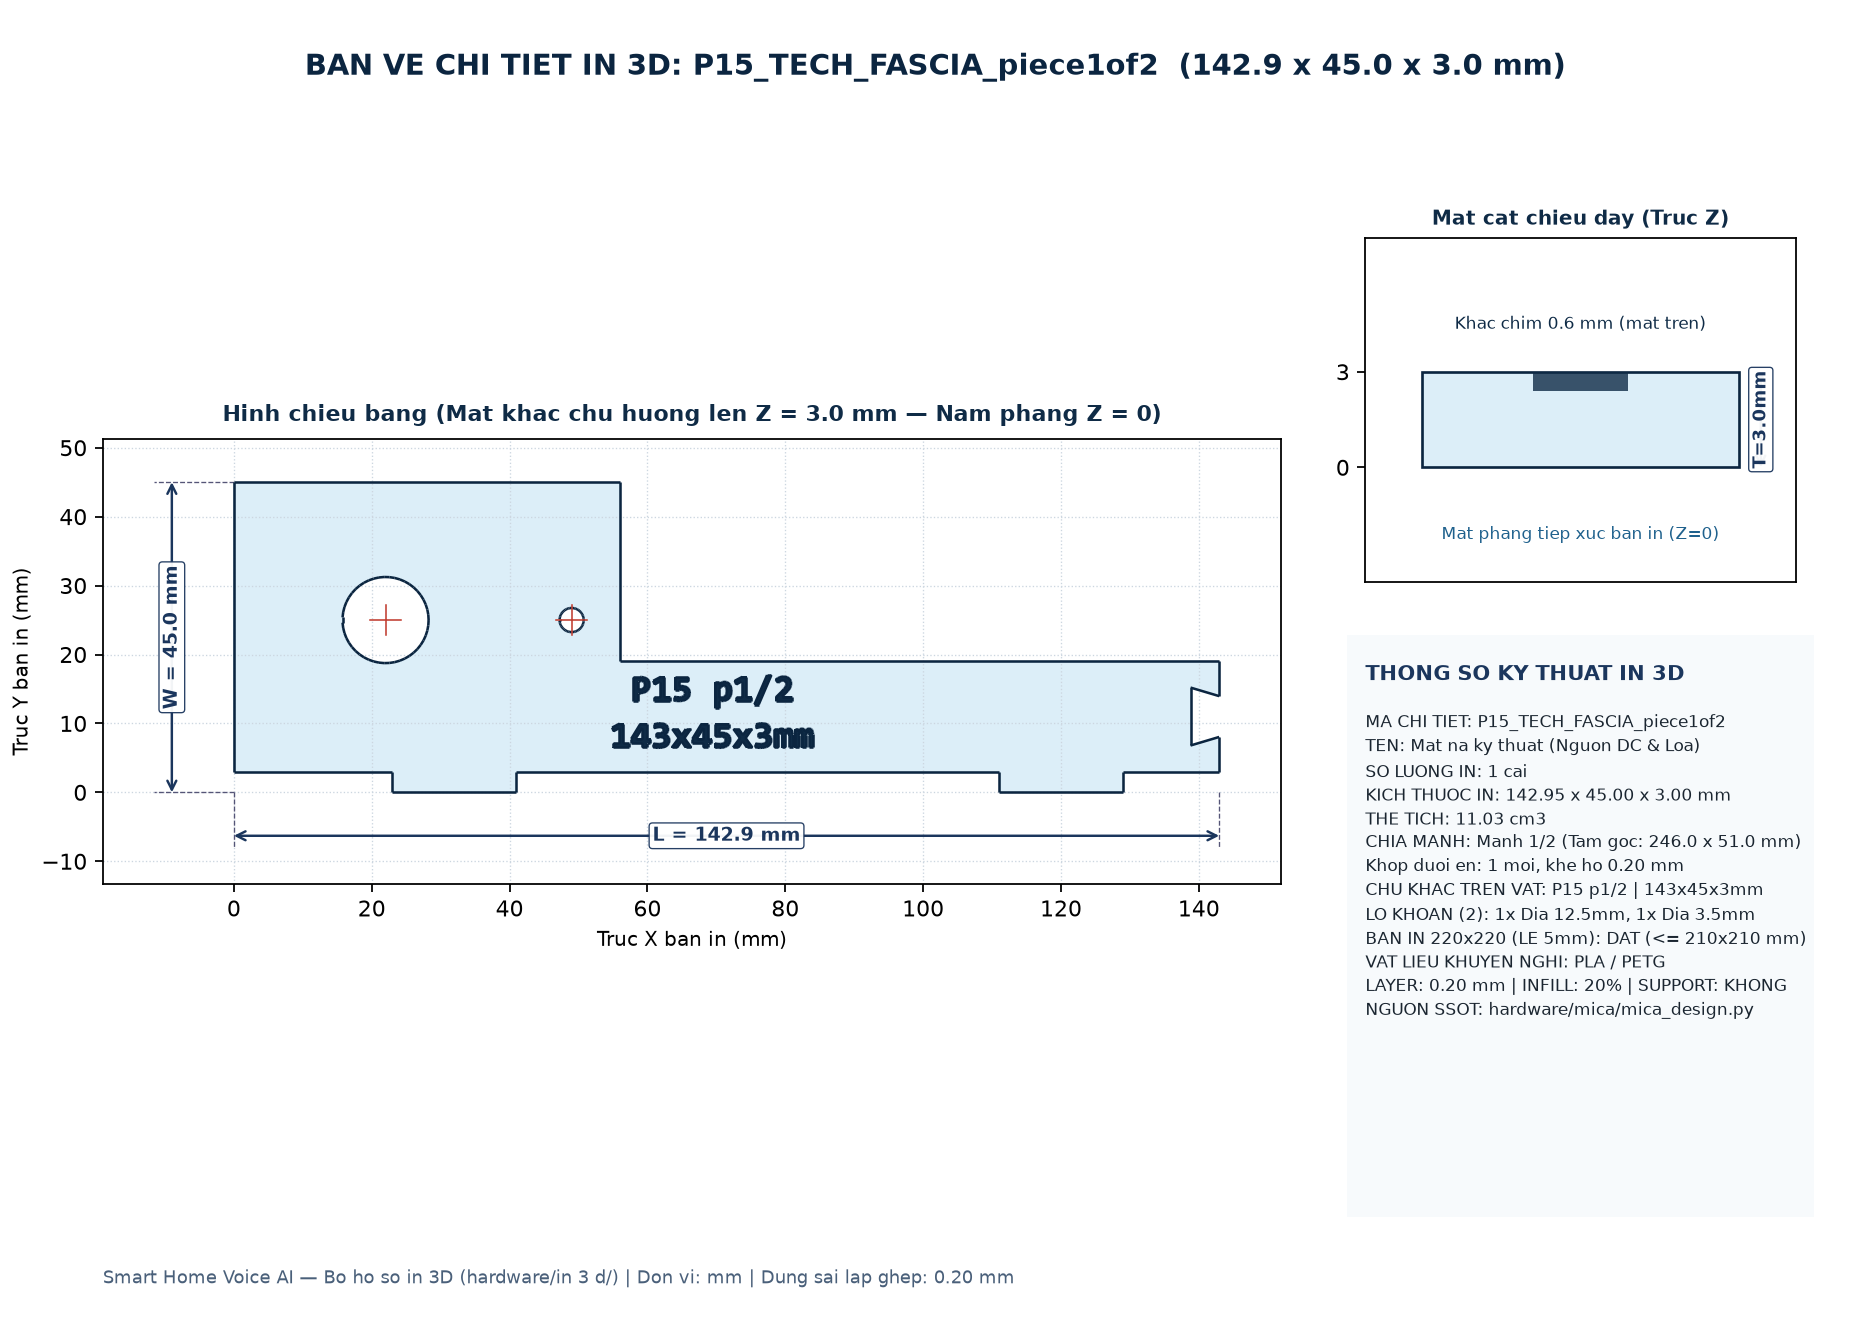 BAN VE CHI TIET IN 3D: P15_TECH_FASCIA_piece1of2 (142.9 x 45.0 x 3.0 mm)
Hinh chieu bang (Mat khac chu huong len Z = 3.0 mm — Nam phang Z = 0)
50
40
30
20
10
0
−10
Truc Y ban in (mm)
W = 45.0 mm
P15 p1/2
143x45x3mm
L = 142.9 mm
0 20 40 60 80 100 120 140
Truc X ban in (mm)
Mat cat chieu day (Truc Z)
Khac chim 0.6 mm (mat tren)
3
0
T=3.0mm
Mat phang tiep xuc ban in (Z=0)
THONG SO KY THUAT IN 3D
MA CHI TIET: P15_TECH_FASCIA_piece1of2
TEN: Mat na ky thuat (Nguon DC & Loa)
SO LUONG IN: 1 cai
KICH THUOC IN: 142.95 x 45.00 x 3.00 mm
THE TICH: 11.03 cm3
CHIA MANH: Manh 1/2 (Tam goc: 246.0 x 51.0 mm)
Khop duoi en: 1 moi, khe ho 0.20 mm
CHU KHAC TREN VAT: P15 p1/2 | 143x45x3mm
LO KHOAN (2): 1x Dia 12.5mm, 1x Dia 3.5mm
BAN IN 220x220 (LE 5mm): DAT (<= 210x210 mm)
VAT LIEU KHUYEN NGHI: PLA / PETG
LAYER: 0.20 mm | INFILL: 20% | SUPPORT: KHONG
NGUON SSOT: hardware/mica/mica_design.py
Smart Home Voice AI — Bo ho so in 3D (hardware/in 3 d/) | Don vi: mm | Dung sai lap ghep: 0.20 mm